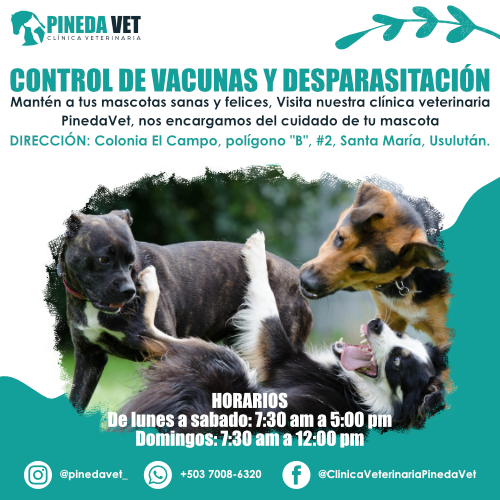 PINEDA VET
CLÍNICA VETERINARIA
CONTROL DE VACUNAS Y DESPARASITACIÓN
Mantén a tus mascotas sanas y felices, Visita nuestra clínica veterinaria
PinedaVet, nos encargamos del cuidado de tu mascota
DIRECCIÓN: Colonia El Campo, polígono "B", #2, Santa María, Usulután.
HORARIOS
De lunes a sabado: 7:30 am a 5:00 pm
Domingos: 7:30 am a 12:00 pm
@pinedavet_
+503 7008-6320
@ClinicaVeterinariaPinedaVet